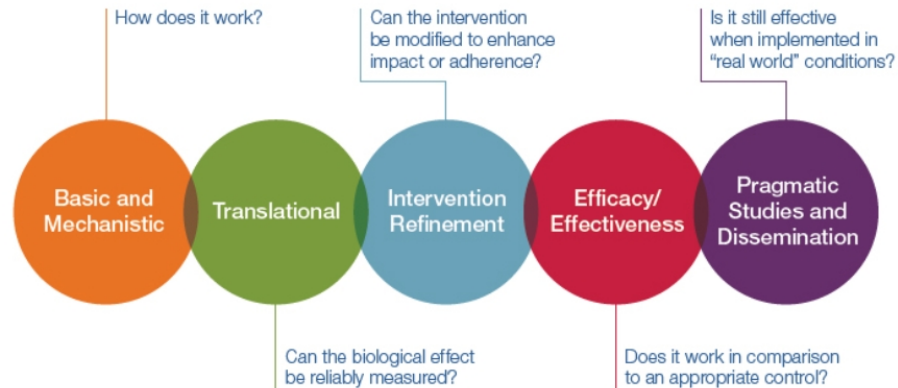 How does it work?
Can the intervention
be modified to enhance
impact or adherence?
Is it still effective
when implemented in
“real world” conditions?
Basic and
Mechanistic
Translational
Intervention
Refinement
Efficacy/
Effectiveness
Pragmatic
Studies and
Dissemination
Can the biological effect
be reliably measured?
Does it work in comparison
to an appropriate control?